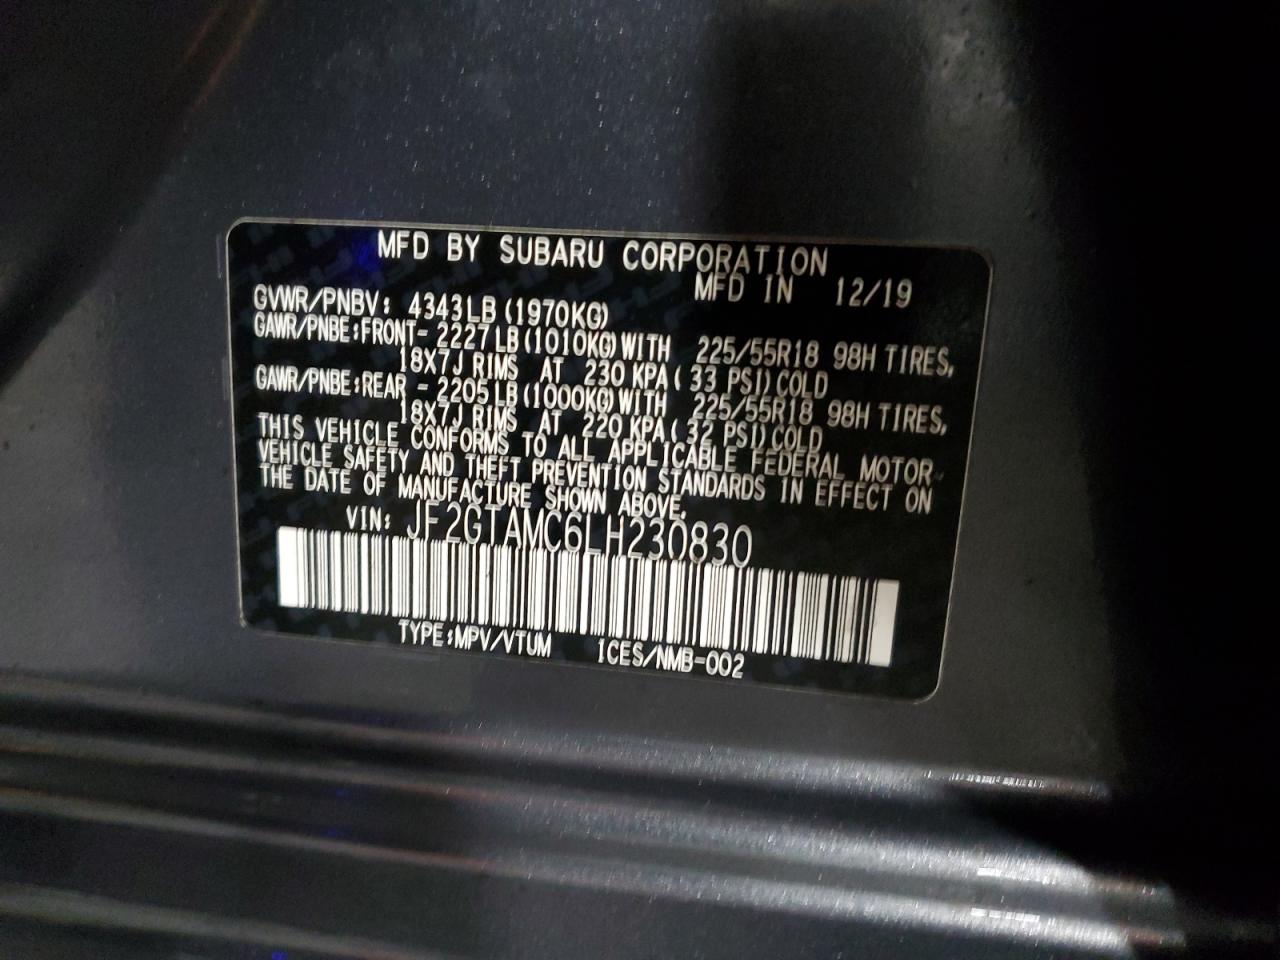 MFD BY SUBARU CORPORATION
MFD IN 12/19
GVWR/PNBV: 4343LB (1970KG)
GAWR/PNBE:FRONT- 2227LB (1010KG) WITH 225/55R18 98H TIRES,
18X7J RIMS AT 230 KPA ( 33 PSI) COLD
GAWR/PNBE:REAR - 2205LB (1000KG) WITH 225/55R18 98H TIRES,
18X7J RIMS AT 220 KPA ( 32 PSI) COLD
THIS VEHICLE CONFORMS TO ALL APPLICABLE FEDERAL MOTOR
VEHICLE SAFETY AND THEFT PREVENTION STANDARDS IN EFFECT ON
THE DATE OF MANUFACTURE SHOWN ABOVE.
VIN: JF2GTAMC6LH230830
TYPE:MPV/VTUM ICES/NMB-002